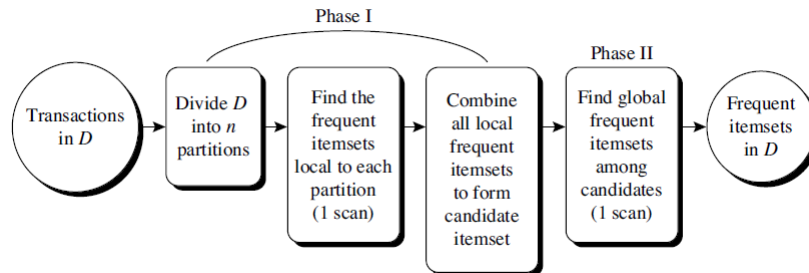 Phase I
Phase II
Transactions
in D
Divide D
into n
partitions
Find the
frequent
itemsets
local to each
partition
(1 scan)
Combine
all local
frequent
itemsets
to form
candidate
itemset
Find global
frequent
itemsets
among
candidates
(1 scan)
Frequent
itemsets
in D